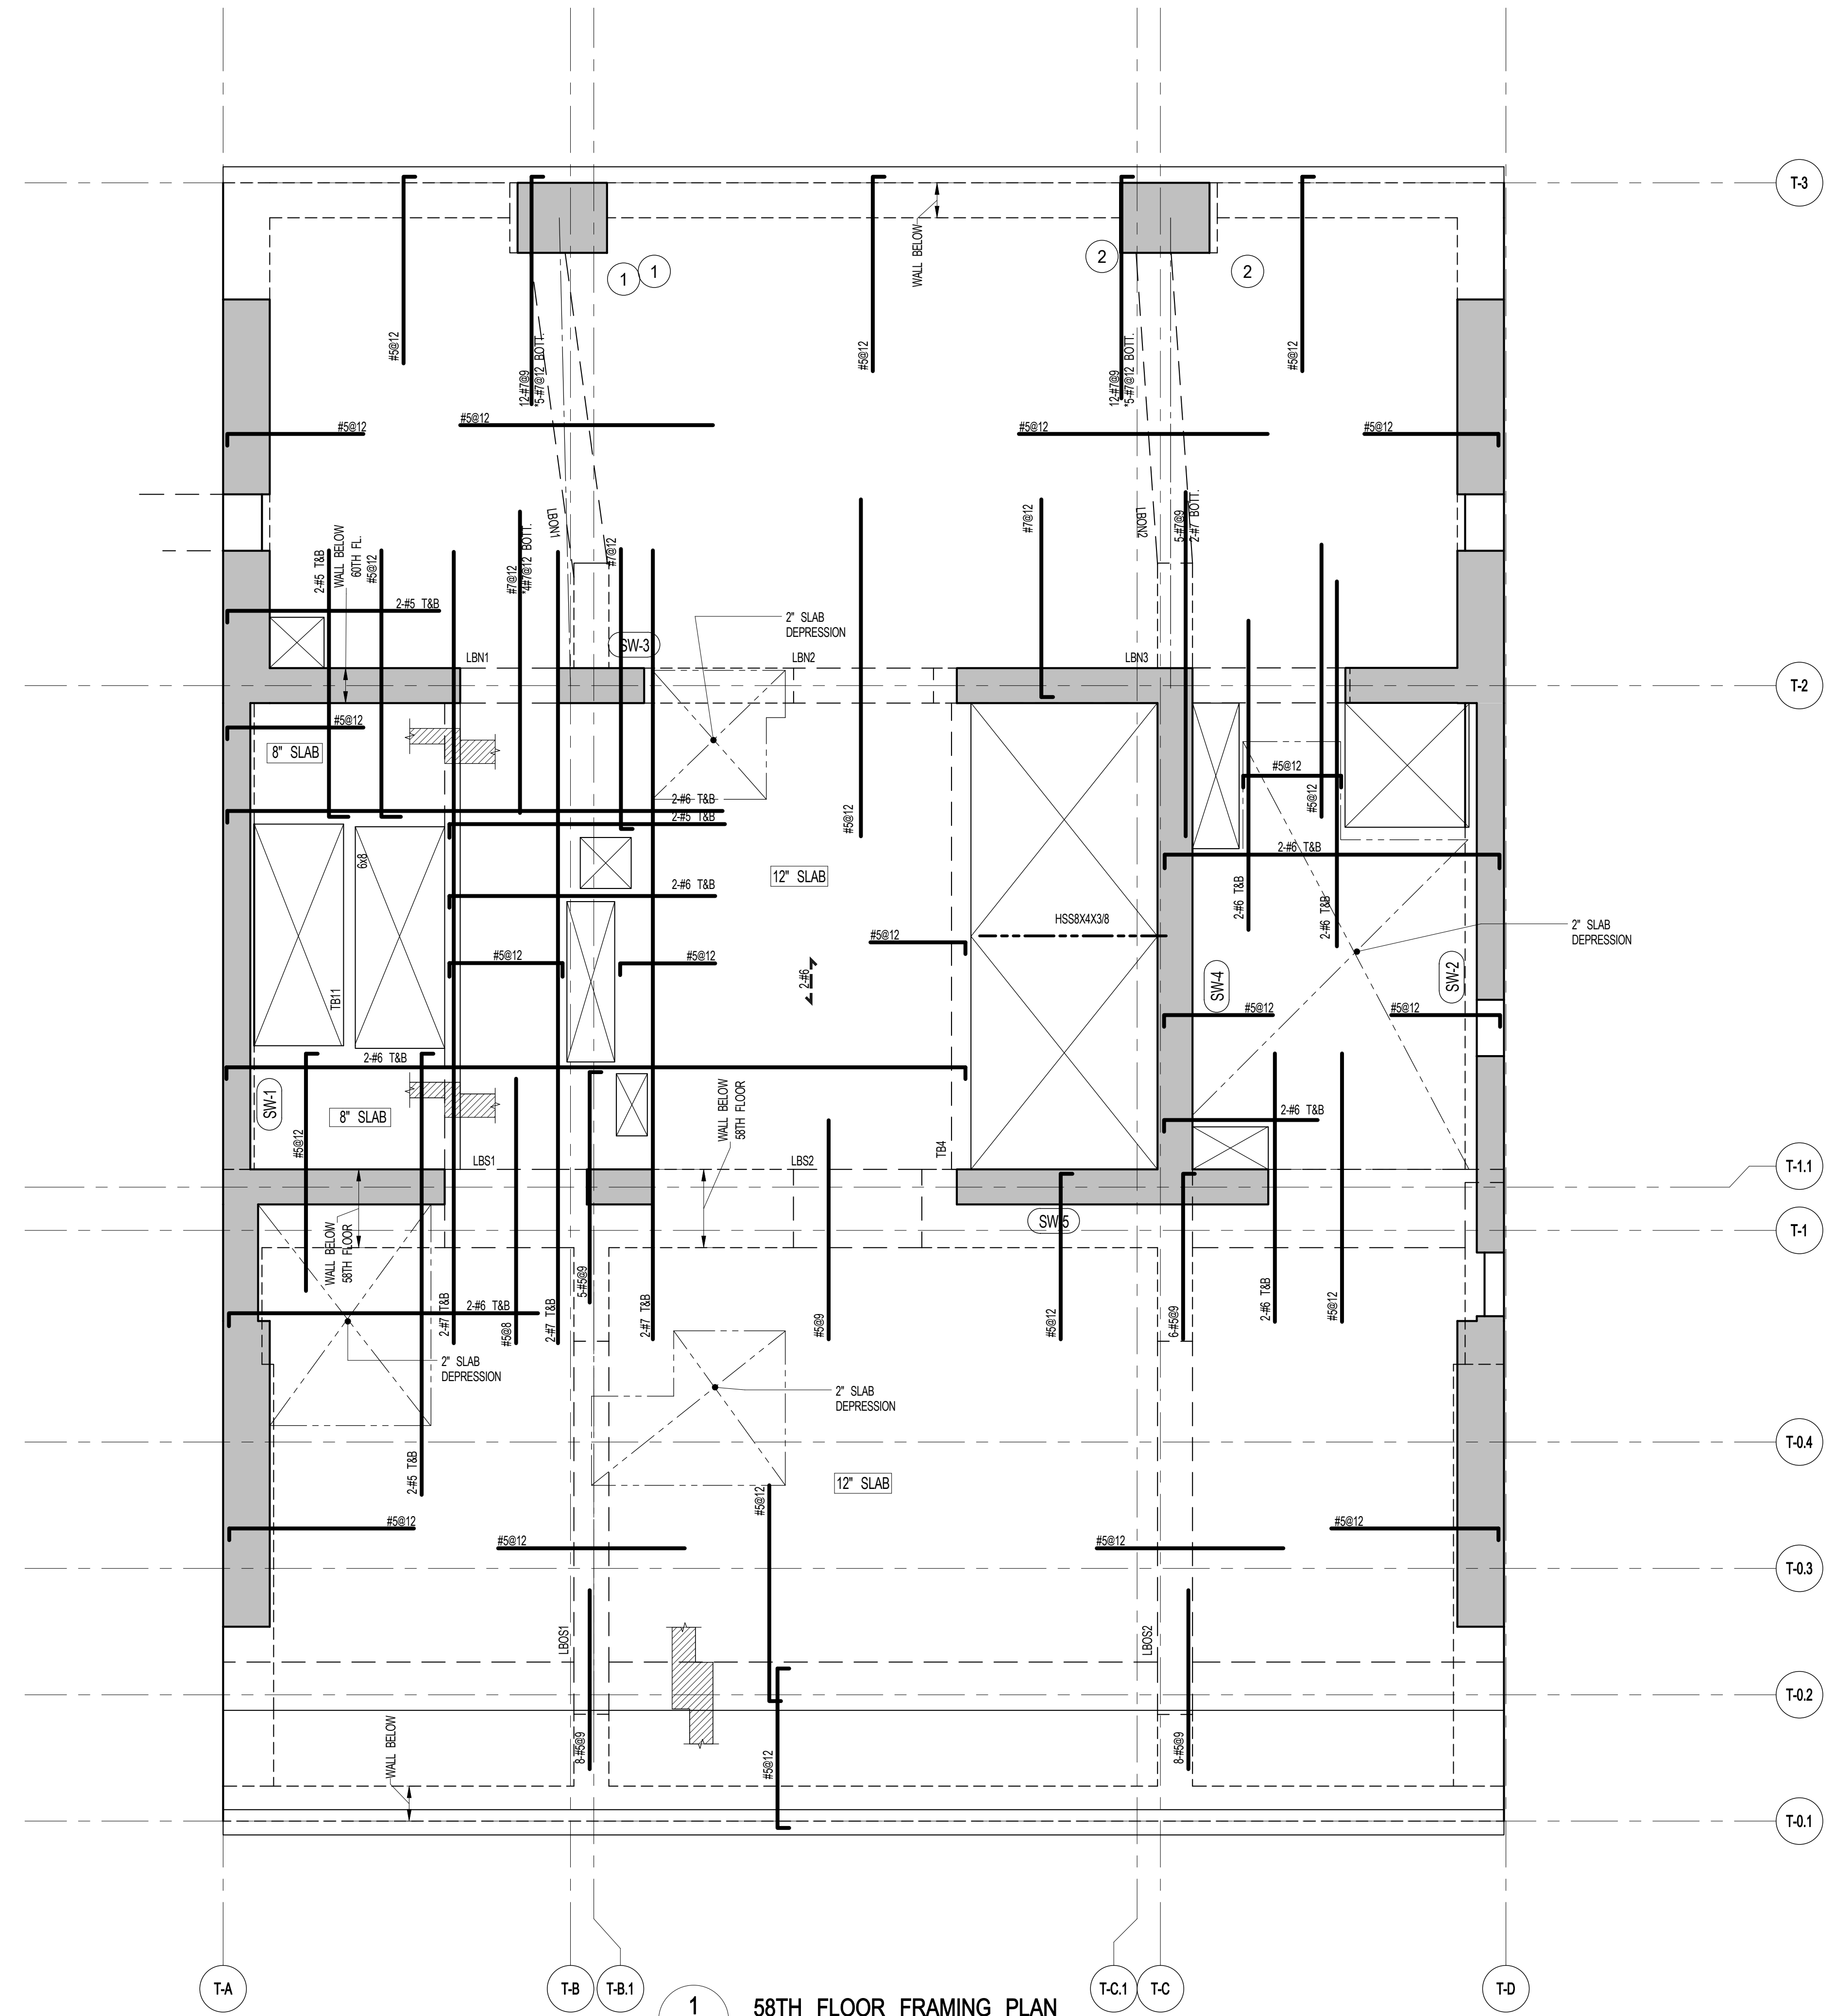 T-3
WALL BELOW
1
1
2
2
#5@12
12-#7@9
*5-#7@12 BOTT.
#5@12
12-#7@9
*5-#7@12 BOTT.
#5@12
#5@12
#5@12
#5@12
#5@12
LBON1
LBON2
#7@12
#7@12
*4#7@12 BOTT.
#7@12
5-#7@9
2-#7 BOTT.
2-#5 T&B
WALL BELOW
60TH FL.
#5@12
2-#5 T&B
2" SLAB
DEPRESSION
SW-3
LBN1
LBN2
LBN3
T-2
#5@12
8" SLAB
#5@12
#5@12
2-#6 T&B
2-#5 T&B
#5@12
2-#6 T&B
6x8
12" SLAB
2-#6 T&B
2-#6 T&B
2-#6 T&B
HSS8X4X3/8
2" SLAB
DEPRESSION
#5@12
#5@12
#5@12
2-#6
SW-4
SW-2
TB11
#5@12
#5@12
2-#6 T&B
SW-1
8" SLAB
WALL BELOW
58TH FLOOR
#5@12
2-#6 T&B
TB4
LBS1
LBS2
T-1.1
SW-5
T-1
WALL BELOW
58TH FLOOR
5-#5@9
2-#6 T&B
2-#7 T&B
#5@8
2-#7 T&B
2-#7 T&B
#5@9
#5@12
6-#5@9
2-#6 T&B
#5@12
2" SLAB
DEPRESSION
2" SLAB
DEPRESSION
T-0.4
2-#5 T&B
12" SLAB
#5@12
#5@12
#5@12
#5@12
#5@12
T-0.3
LBOS1
LBOS2
T-0.2
WALL BELOW
8-#5@9
#5@12
8-#5@9
T-0.1
T-A
T-B
T-B.1
T-C.1
T-C
T-D
1
58TH FLOOR FRAMING PLAN